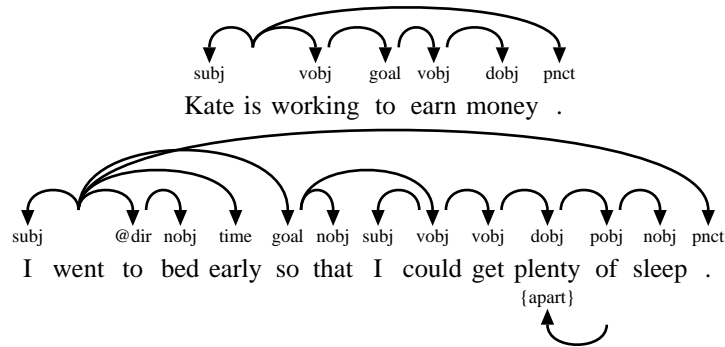 subj vobj goal vobj dobj pnct
Kate is working to earn money .
subj @dir nobj time goal nobj subj vobj vobj dobj pobj nobj pnct
I went to bed early so that I could get plenty of sleep .
{apart}